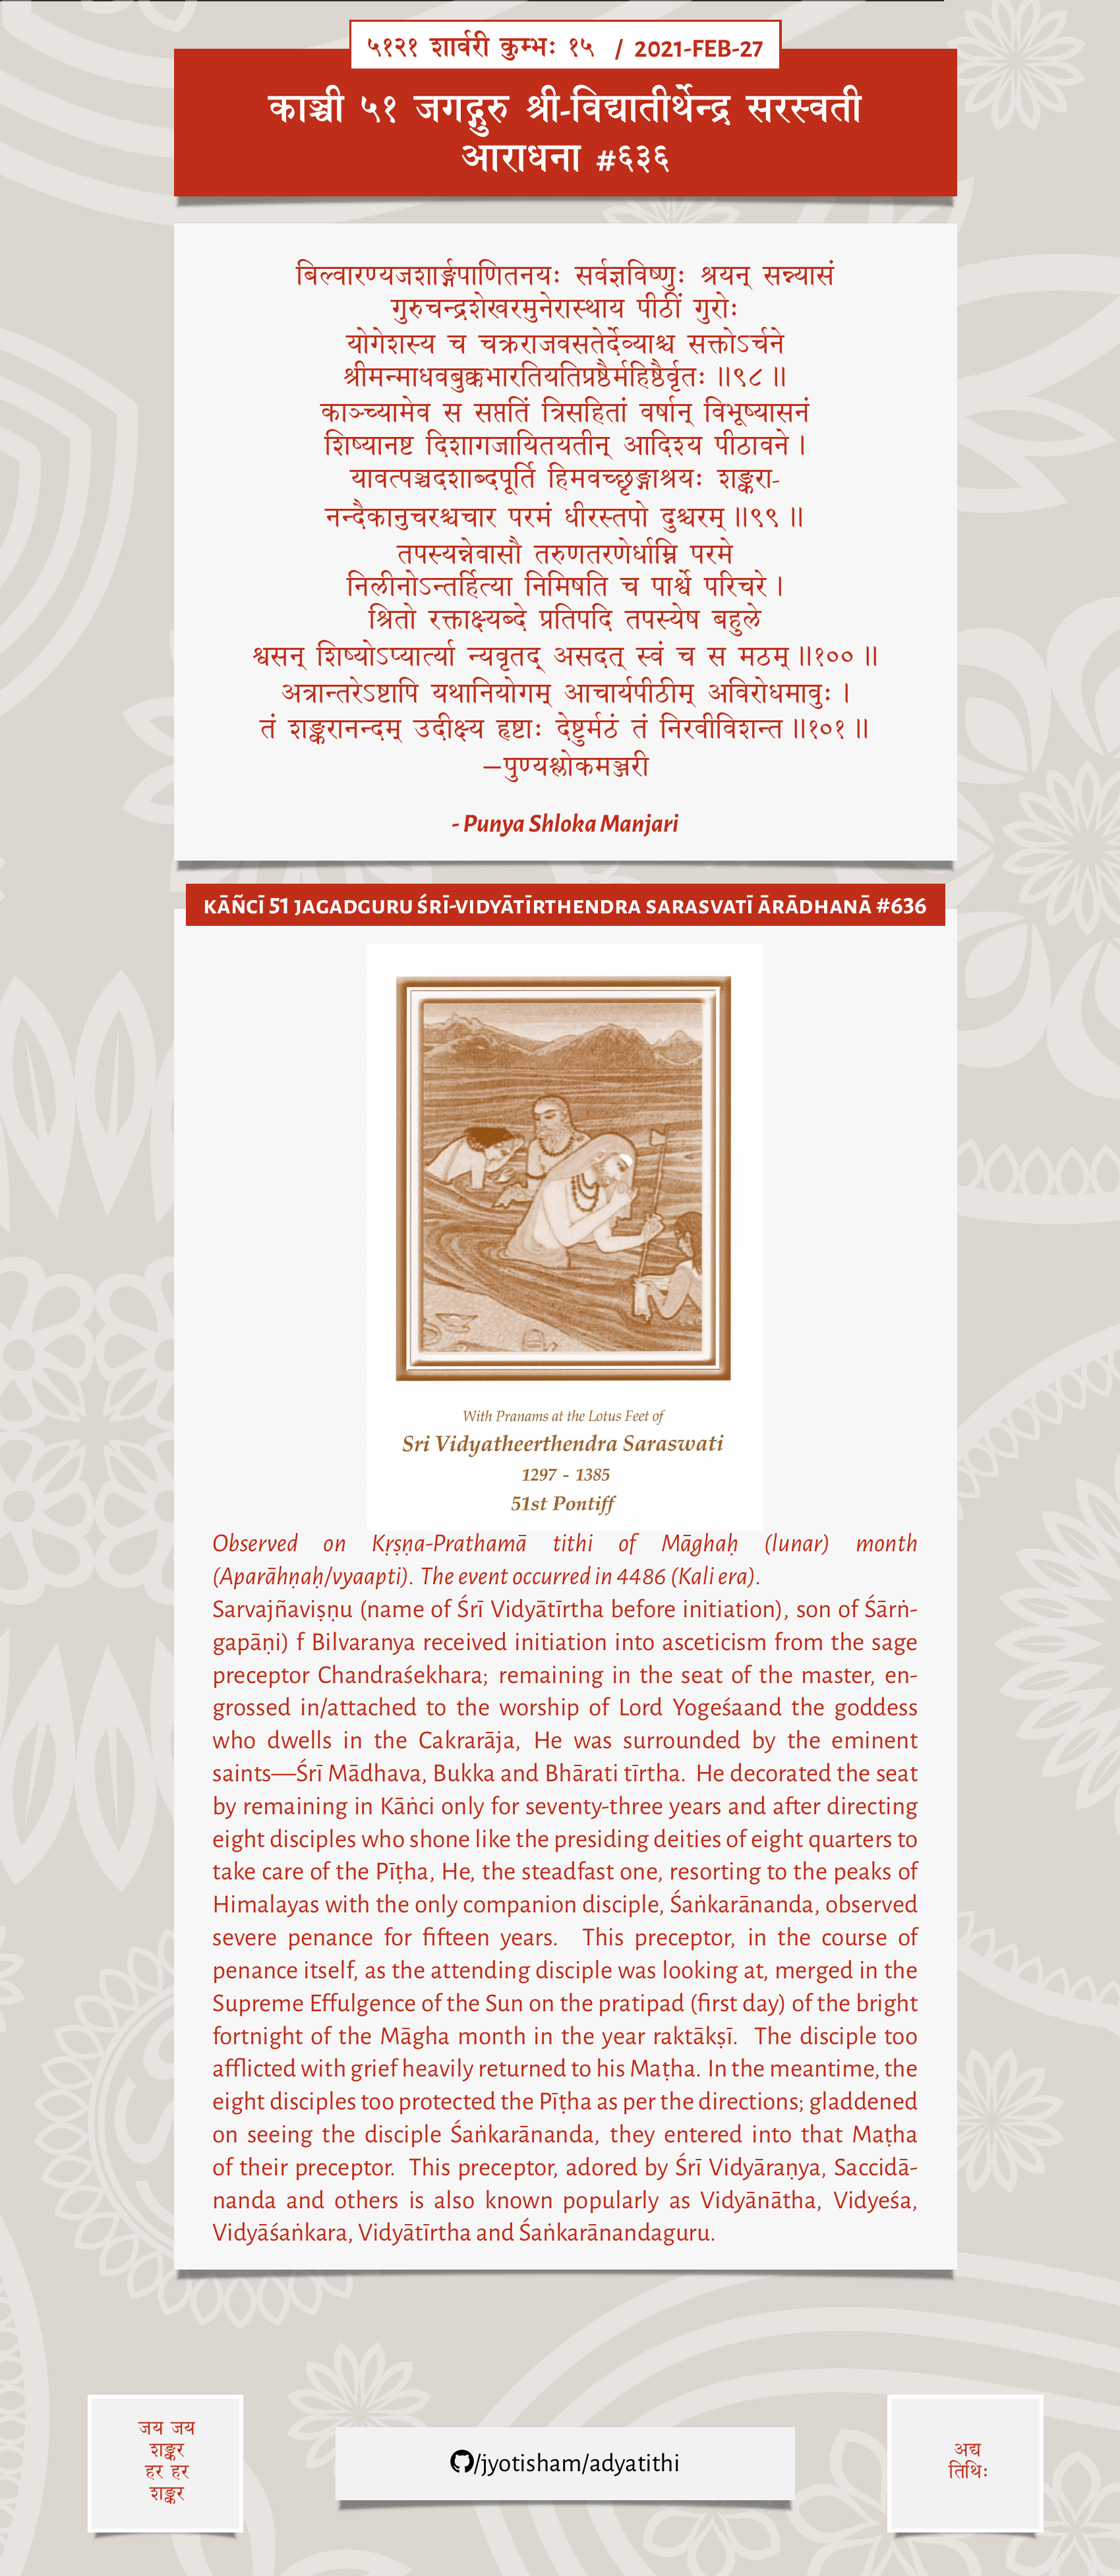 ५१२१ शार्वरी कुम्भः १५ / 2021-FEB-27
काञ्ची ५१ जगद्गुरु श्री-विद्यातीर्थेन्द्र सरस्वती
आराधना #६३६
बिल्वारण्यजशार्ङ्गपाणितनयः सर्वज्ञविष्णुः श्रयन् सन्न्यासं
गुरुचन्द्रशेखरमुनेरास्थाय पीठीं गुरोः
योगेशस्य च चक्रराजवसतेर्देव्याश्च सक्तोऽर्चने
श्रीमन्माधवबुक्कभारतियतिप्रष्ठैर्महिष्ठैर्वृतः ॥९८ ॥
काञ्च्यामेव स सप्ततिं त्रिसहितां वर्षान् विभूष्यासनं
शिष्यानष्ट दिशागजायितयतीन् आदिश्य पीठावने ।
यावत्पञ्चदशाब्दपूर्ति हिमवच्छृङ्गाश्रयः शङ्करा-
नन्दैकानुचरश्चचार परमं धीरस्तपो दुश्चरम् ॥९९ ॥
तपस्यन्नेवासौ तरुणतरणेर्धाम्नि परमे
निलीनोऽन्तर्हित्या निमिषति च पार्श्वे परिचरे ।
श्रितो रक्ताक्ष्यब्दे प्रतिपदि तपस्येष बहुले
श्वसन् शिष्योऽप्यार्त्या न्यवृतद् असदत् स्वं च स मठम् ॥१०० ॥
अत्रान्तरेऽष्टापि यथानियोगम् आचार्यपीठीम् अविरोधमावुः ।
तं शङ्करानन्दम् उदीक्ष्य हृष्टाः देष्टुर्मठं तं निरवीविशन्त ॥१०१ ॥
—पुण्यश्लोकमञ्जरी
- Punya Shloka Manjari
KĀÑCĪ 51 JAGADGURU ŚRĪ-VIDYĀTĪRTHENDRA SARASVATĪ ĀRĀDHANĀ #636
With Pranams at the Lotus Feet of
Sri Vidyatheerthendra Saraswati
1297 - 1385
51st Pontiff
Observed on Kṛṣṇa-Prathamā tithi of Māghaḥ (lunar) month
(Aparāhṇaḥ/vyaapti). The event occurred in 4486 (Kali era).
Sarvajñaviṣṇu (name of Śrī Vidyātīrtha before initiation), son of Śārṅ-
gapāṇi) f Bilvaranya received initiation into asceticism from the sage
preceptor Chandraśekhara; remaining in the seat of the master, en-
grossed in/attached to the worship of Lord Yogeśaand the goddess
who dwells in the Cakrarāja, He was surrounded by the eminent
saints—Śrī Mādhava, Bukka and Bhārati tīrtha. He decorated the seat
by remaining in Kāṅci only for seventy-three years and after directing
eight disciples who shone like the presiding deities of eight quarters to
take care of the Pīṭha, He, the steadfast one, resorting to the peaks of
Himalayas with the only companion disciple, Śaṅkarānanda, observed
severe penance for fifteen years. This preceptor, in the course of
penance itself, as the attending disciple was looking at, merged in the
Supreme Effulgence of the Sun on the pratipad (first day) of the bright
fortnight of the Māgha month in the year raktākṣī. The disciple too
afflicted with grief heavily returned to his Maṭha. In the meantime, the
eight disciples too protected the Pīṭha as per the directions; gladdened
on seeing the disciple Śaṅkarānanda, they entered into that Maṭha
of their preceptor. This preceptor, adored by Śrī Vidyāraṇya, Saccidā-
nanda and others is also known popularly as Vidyānātha, Vidyeśa,
Vidyāśaṅkara, Vidyātīrtha and Śaṅkarānandaguru.
जय जय
शङ्कर
हर हर
शङ्कर
/jyotisham/adyatithi
अद्य
तिथिः